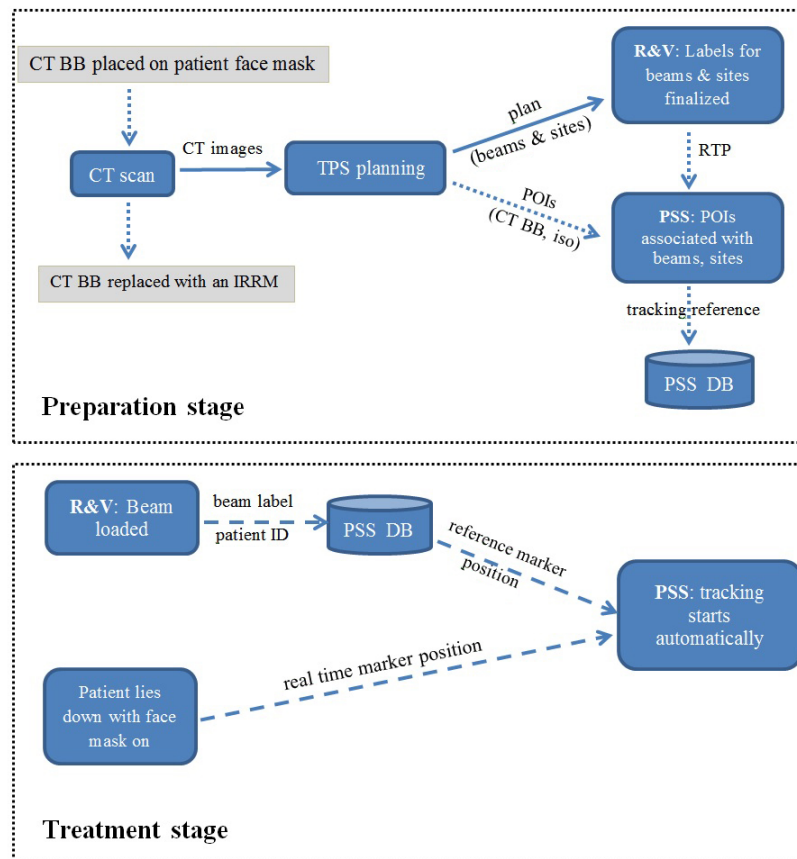 CT BB placed on patient face mask
R&V: Labels for
beams & sites
finalized
plan
(beams & sites)
CT images
CT scan
TPS planning
RTP
POIs
(CT BB, iso)
PSS: POIs
associated with
beams, sites
CT BB replaced with an IRRM
tracking reference
PSS DB
Preparation stage
R&V: Beam
loaded
beam label
patient ID
PSS DB
reference marker
position
PSS: tracking
starts
automatically
real time marker position
Patient lies
down with face
mask on
Treatment stage